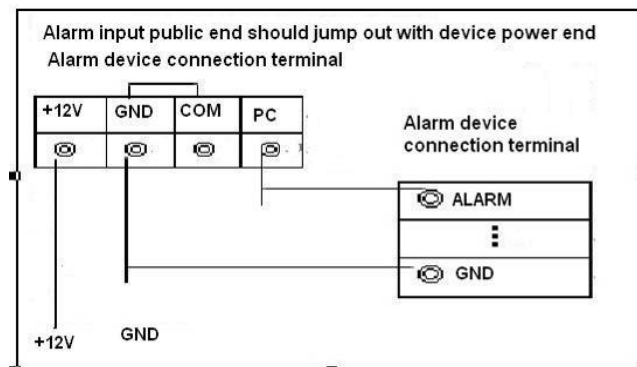 Alarm input public end should jump out with device power end
Alarm device connection terminal
+12V GND COM PC
Alarm device
connection terminal
ALARM
GND
+12V GND